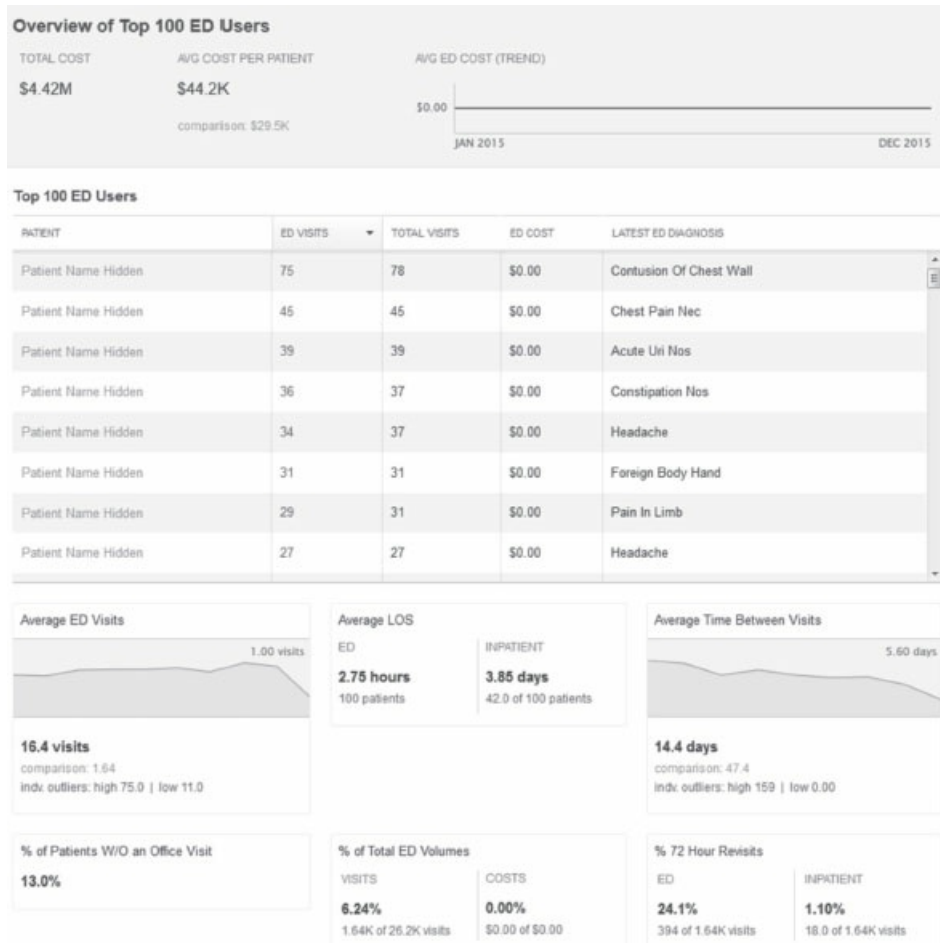 Overview of Top 100 ED Users
TOTAL COST
AVG COST PER PATIENT
AVG ED COST (TREND)
$4.42M
$44.2K
comparison: $29.5K
$0.00
JAN 2015
DEC 2015
Top 100 ED Users
PATIENT ED VISITS TOTAL VISITS ED COST LATEST ED DIAGNOSIS
Patient Name Hidden 75 78 $0.00 Contusion Of Chest Wall
Patient Name Hidden 45 45 $0.00 Chest Pain Nec
Patient Name Hidden 39 39 $0.00 Acute Uri Nos
Patient Name Hidden 36 37 $0.00 Constipation Nos
Patient Name Hidden 34 37 $0.00 Headache
Patient Name Hidden 31 31 $0.00 Foreign Body Hand
Patient Name Hidden 29 31 $0.00 Pain In Limb
Patient Name Hidden 27 27 $0.00 Headache
Average ED Visits
1.00 visits
16.4 visits
comparison: 1.64
indv. outliers: high 75.0 | low 11.0
Average LOS
ED
2.75 hours
100 patients
INPATIENT
3.85 days
42.0 of 100 patients
Average Time Between Visits
5.60 days
14.4 days
comparison: 47.4
indv. outliers: high 159 | low 0.00
% of Patients W/O an Office Visit
13.0%
% of Total ED Volumes
VISITS
6.24%
1.64K of 26.2K visits
COSTS
0.00%
$0.00 of $0.00
% 72 Hour Revisits
ED
24.1%
394 of 1.64K visits
INPATIENT
1.10%
18.0 of 1.64K visits